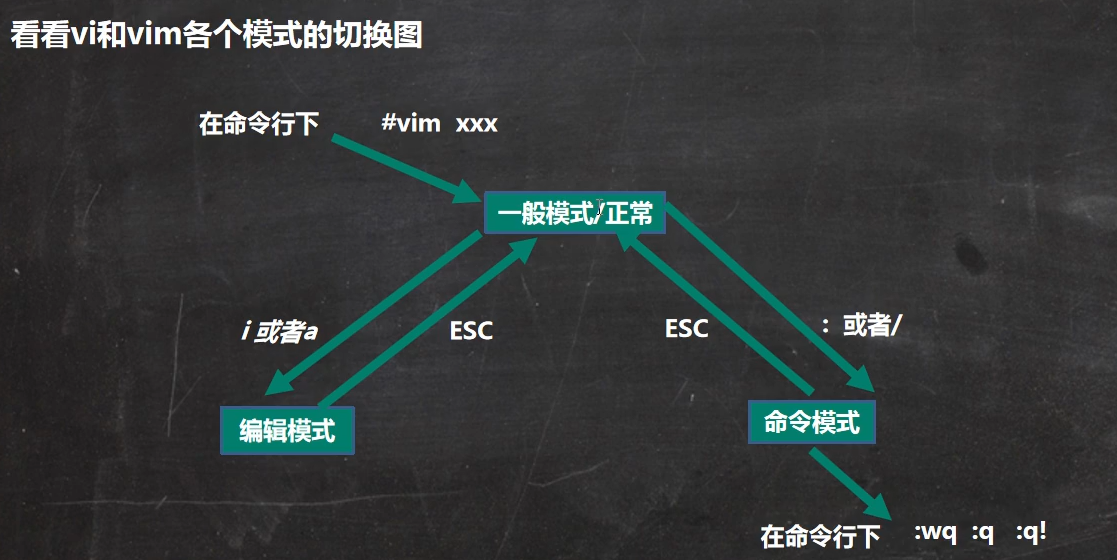 看看vi和vim各个模式的切换图
在命令行下 #vim xxx
一般模式/正常
i 或者a ESC ESC : 或者/
编辑模式 命令模式
在命令行下 :wq :q :q!